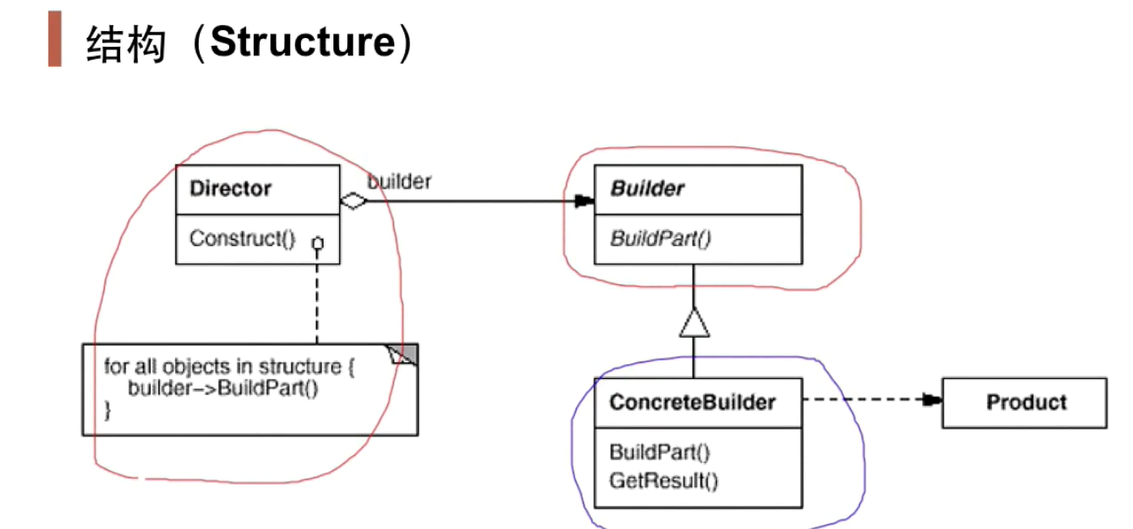 结构（Structure）
Director
builder
Builder
Construct()
BuildPart()
for all objects in structure {
builder->BuildPart()
}
ConcreteBuilder
Product
BuildPart()
GetResult()